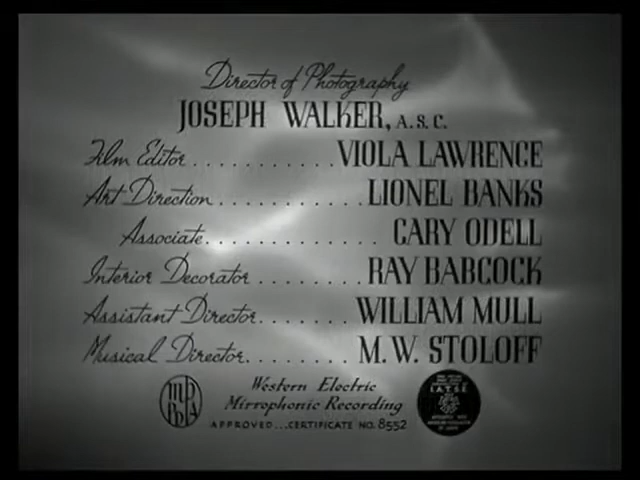 Director of Photography
JOSEPH WALKER, A.S.C.
Film Editor............VIOLA LAWRENCE
Art Direction............LIONEL BANKS
Associate.............CARY ODELL
Interior Decorator........RAY BABCOCK
Assistant Director.......WILLIAM MULL
Musical Director........M. W. STOLOFF
Western Electric
Mirrophonic Recording
APPROVED...CERTIFICATE NO. 8552
MPPDA
I.A.T.S.E.